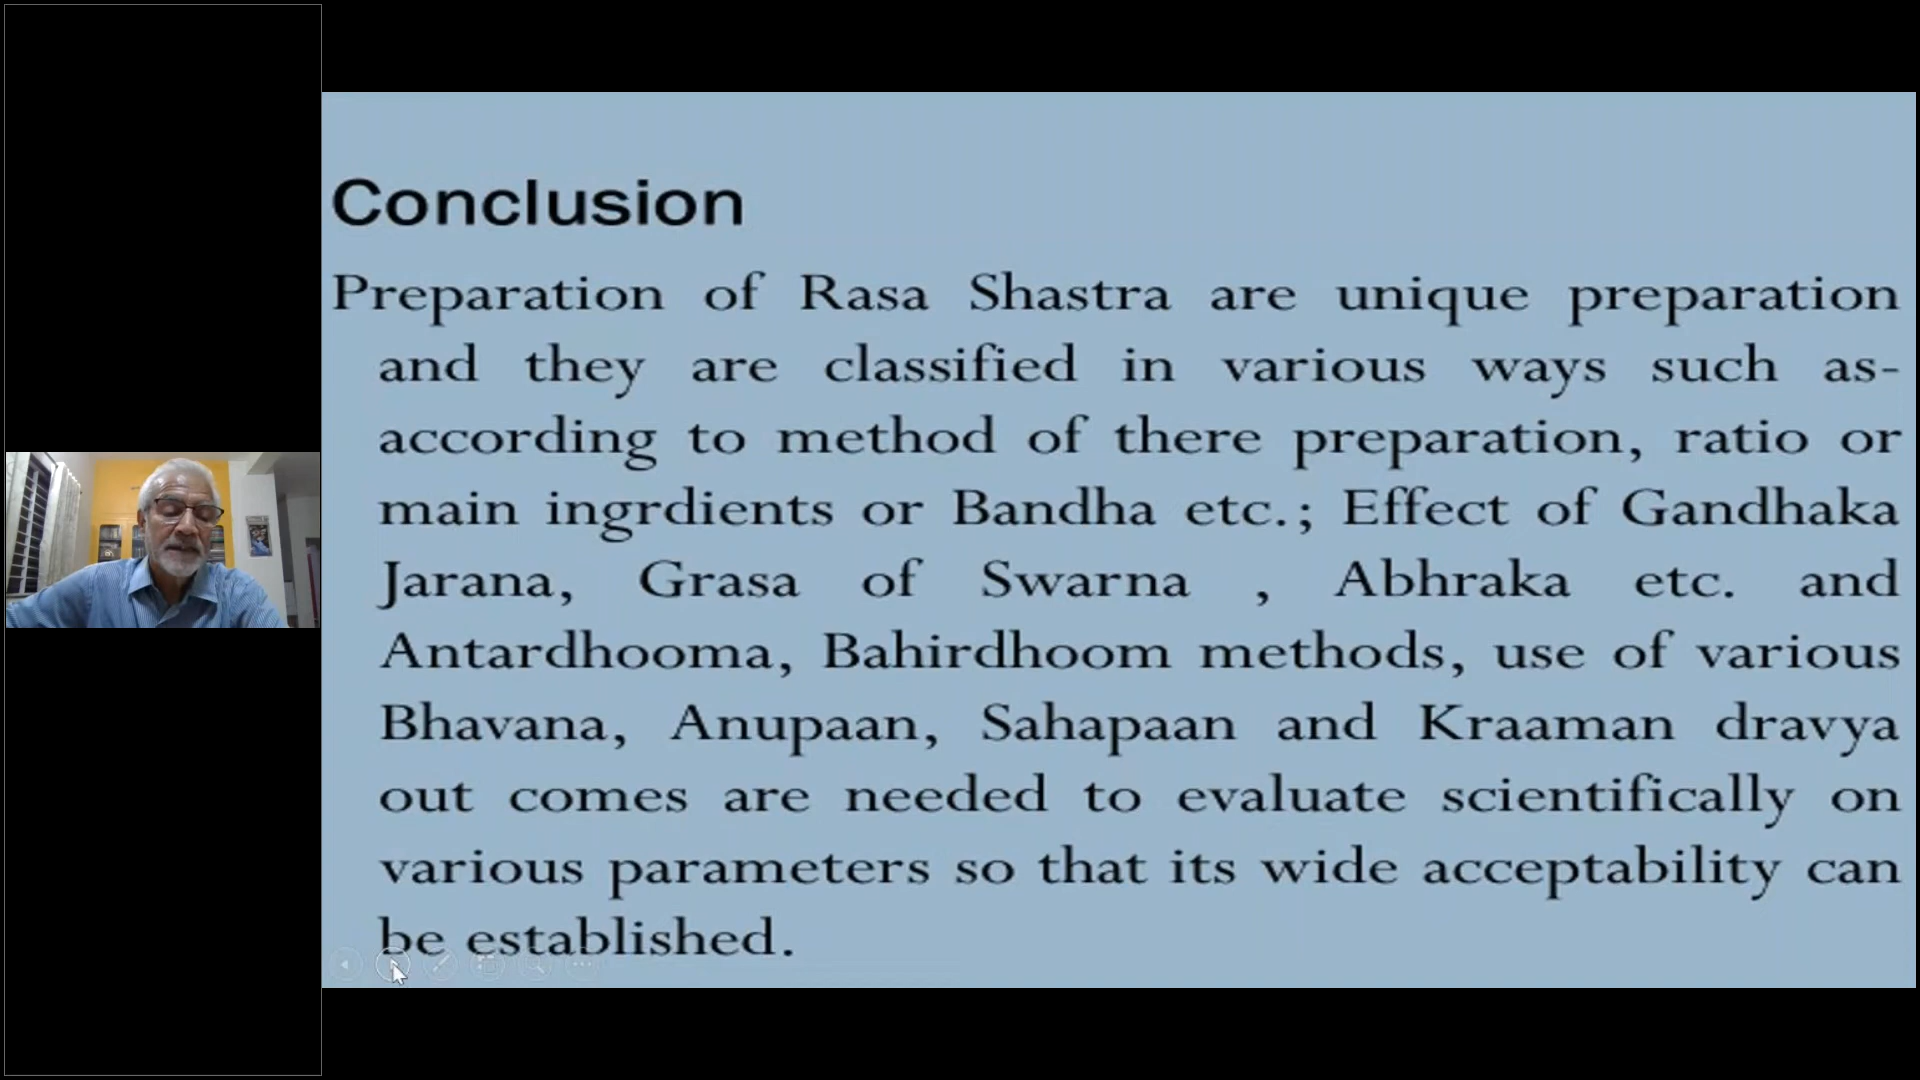 Conclusion
Preparation of Rasa Shastra are unique preparation
and they are classified in various ways such as-
according to method of there preparation, ratio or
main ingrdients or Bandha etc.; Effect of Gandhaka
Jarana, Grasa of Swarna , Abhraka etc. and
Antardhooma, Bahirdhoom methods, use of various
Bhavana, Anupaan, Sahapaan and Kraaman dravya
out comes are needed to evaluate scientifically on
various parameters so that its wide acceptability can
be established.